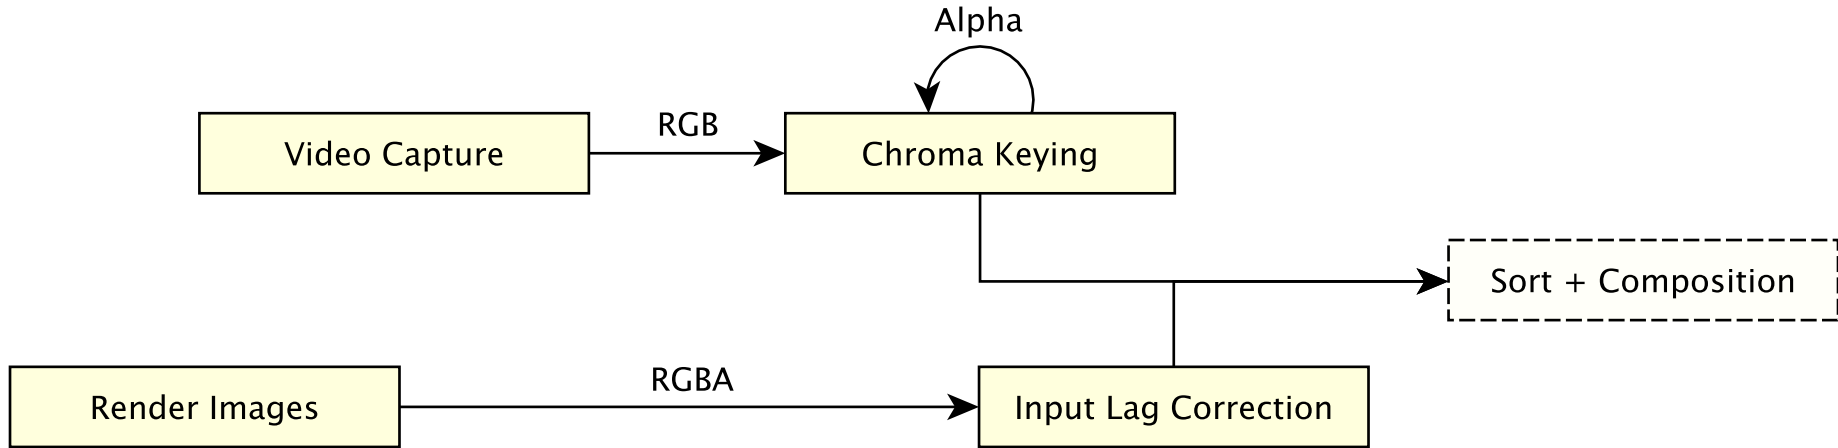 Alpha
RGB
Video Capture
Chroma Keying
Sort + Composition
RGBA
Render Images
Input Lag Correction